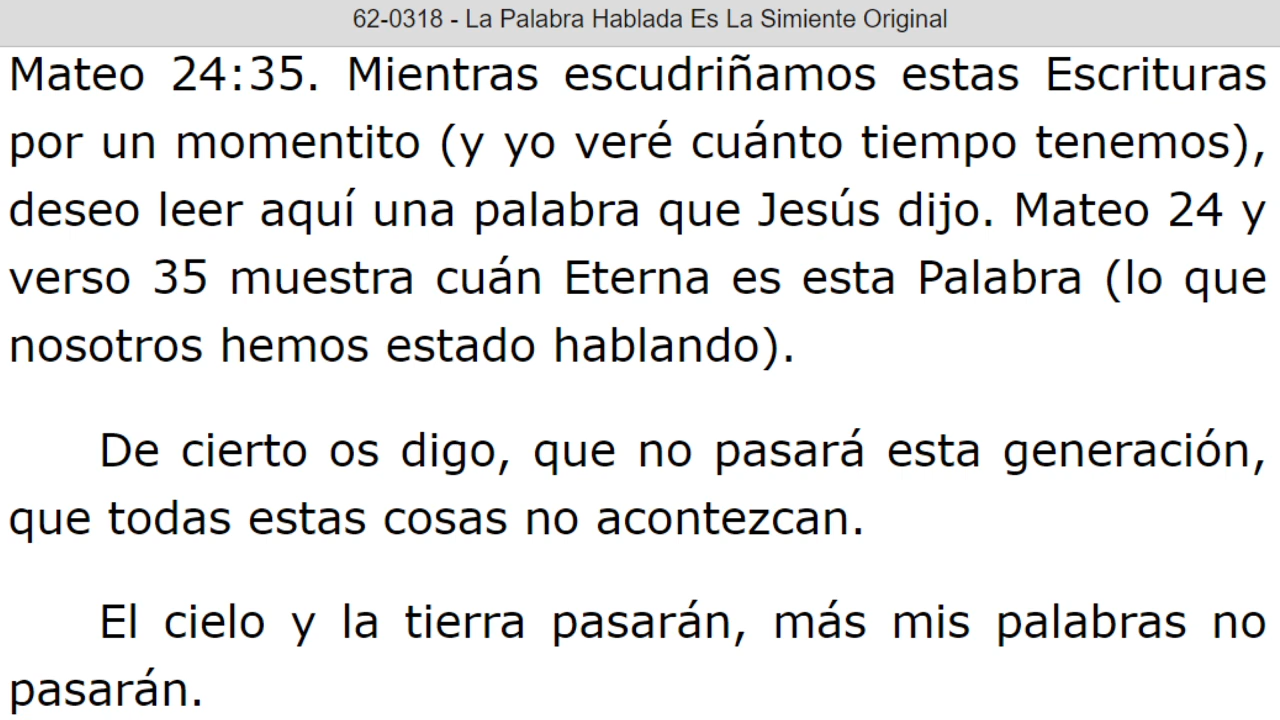 62-0318 - La Palabra Hablada Es La Simiente Original
Mateo 24:35. Mientras escudriñamos estas Escrituras
por un momentito (y yo veré cuánto tiempo tenemos),
deseo leer aquí una palabra que Jesús dijo. Mateo 24 y
verso 35 muestra cuán Eterna es esta Palabra (lo que
nosotros hemos estado hablando).
De cierto os digo, que no pasará esta generación,
que todas estas cosas no acontezcan.
El cielo y la tierra pasarán, más mis palabras no
pasarán.